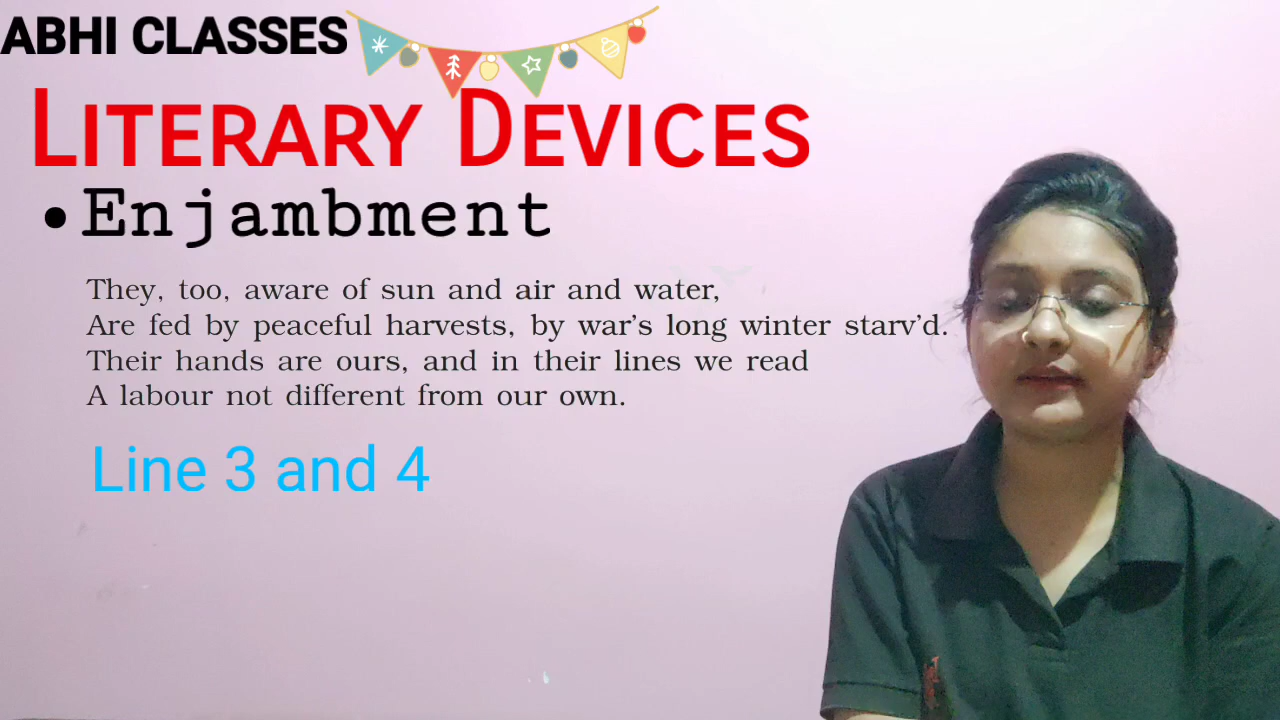 ABHI CLASSES
LITERARY DEVICES
• Enjambment
They, too, aware of sun and air and water,
Are fed by peaceful harvests, by war's long winter starv'd.
Their hands are ours, and in their lines we read
A labour not different from our own.
Line 3 and 4